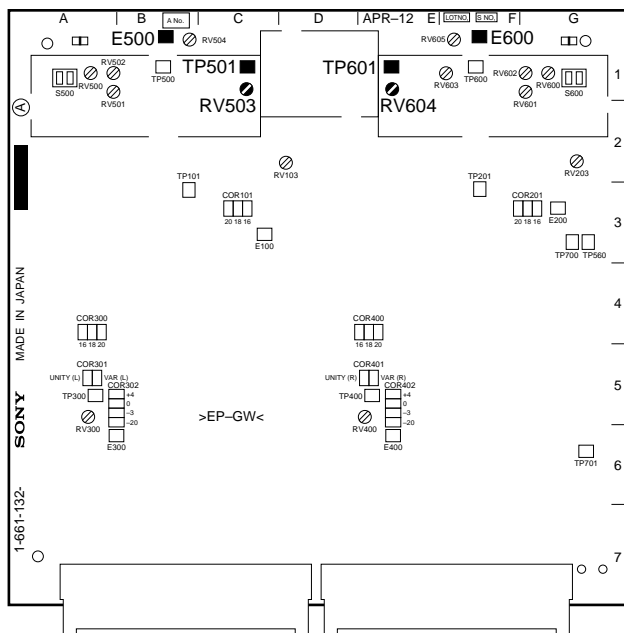 A B A No. C D APR–12 E LOTNO. S NO. F G
E500 RV504 RV605 E600
RV502 TP500 TP501 TP601 RV603 TP600 RV602 RV600 1
S500 RV500 RV501 RV503 RV604 RV601 S600
A
2
RV103 RV203
TP101 TP201
COR101 COR201 3
20 18 16 20 18 16 E200
E100 TP700 TP560
MADE IN JAPAN
4
COR300 COR400
16 18 20 16 18 20
COR301 COR401
UNITY (L) VAR (L) UNITY (R) VAR (R)
COR302 COR402 5
TP300 +4 TP400 +4
0 0
–3 >EP–GW< –3
–20 –20
RV300 RV400
E300 E400
SONY
TP701 6
1-661-132-
7